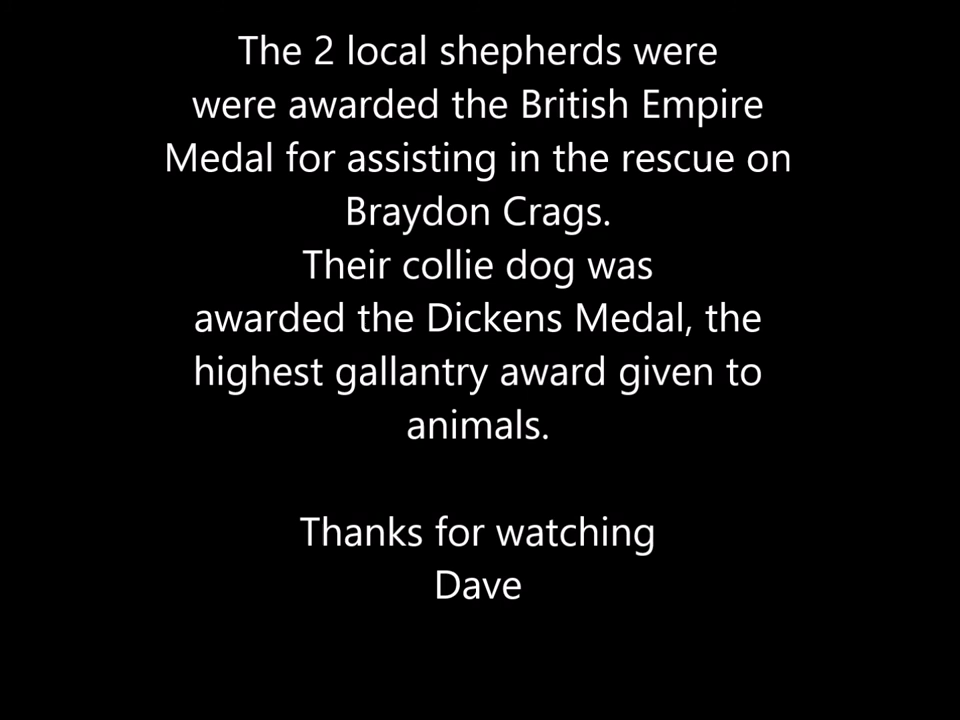 The 2 local shepherds were
were awarded the British Empire
Medal for assisting in the rescue on
Braydon Crags.
Their collie dog was
awarded the Dickens Medal, the
highest gallantry award given to
animals.
Thanks for watching
Dave